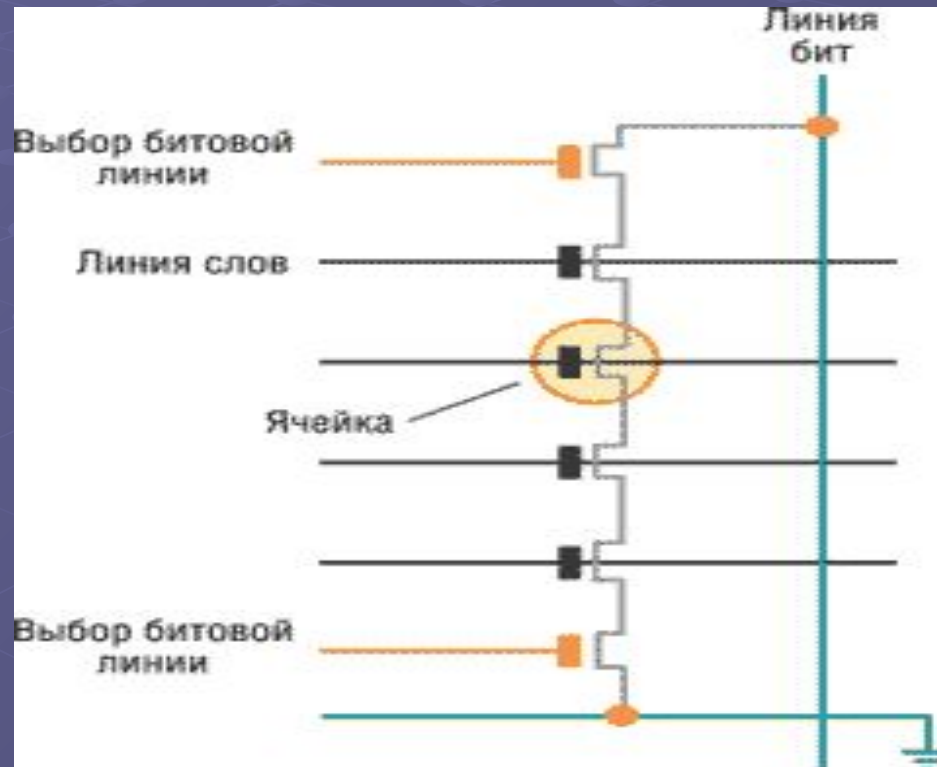 Линия
бит
Выбор битовой
линии
Линия слов
Ячейка
Выбор битовой
линии